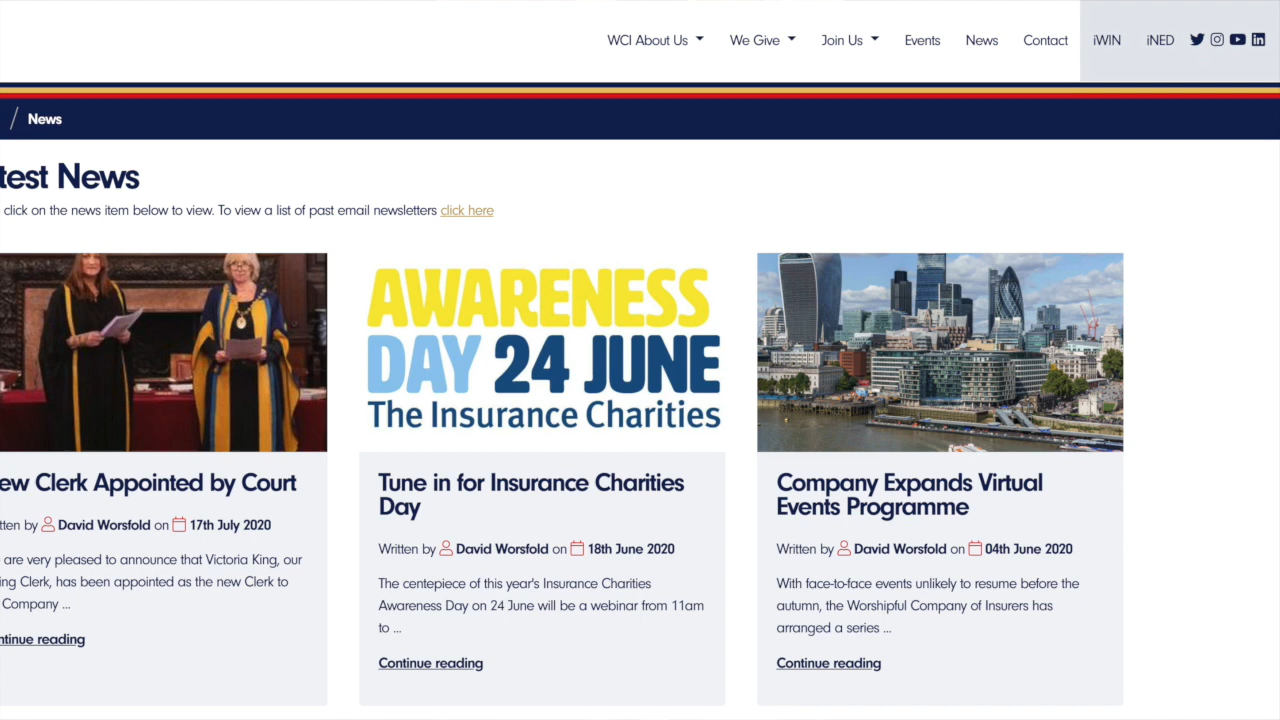 WCI About Us We Give Join Us Events News Contact iWIN iNED
/ News
test News
click on the news item below to view. To view a list of past email newsletters click here
AWARENESS
DAY 24 JUNE
The Insurance Charities
ew Clerk Appointed by Court
tten by David Worsfold on 17th July 2020
are very pleased to announce that Victoria King, our
ing Clerk, has been appointed as the new Clerk to
Company ...
ntinue reading
Tune in for Insurance Charities
Day
Written by David Worsfold on 18th June 2020
The centepiece of this year's Insurance Charities
Awareness Day on 24 June will be a webinar from 11am
to ...
Continue reading
Company Expands Virtual
Events Programme
Written by David Worsfold on 04th June 2020
With face-to-face events unlikely to resume before the
autumn, the Worshipful Company of Insurers has
arranged a series ...
Continue reading